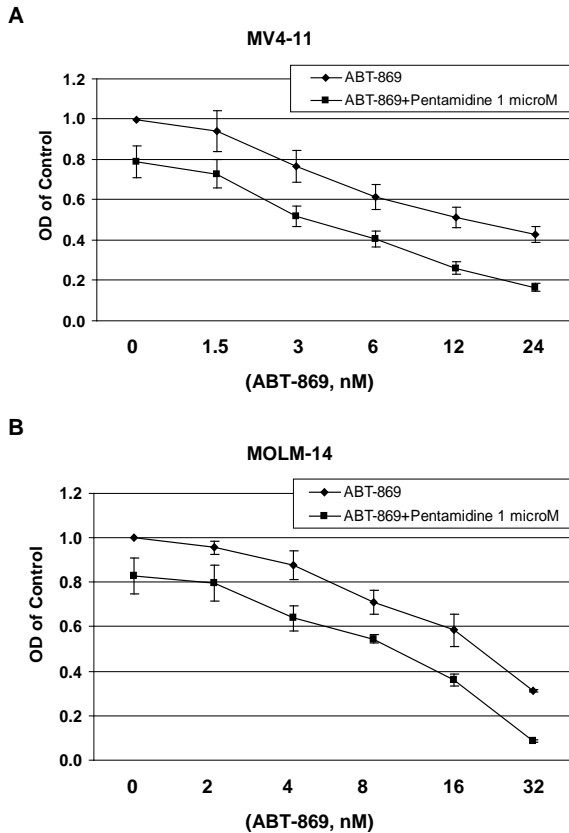 A
MV4-11
ABT-869
ABT-869+Pentamidine 1 microM
OD of Control
1.2
1.0
0.8
0.6
0.4
0.2
0.0
0 1.5 3 6 12 24
(ABT-869, nM)
B
MOLM-14
ABT-869
ABT-869+Pentamidine 1 microM
OD of Control
1.2
1.0
0.8
0.6
0.4
0.2
0.0
0 2 4 8 16 32
(ABT-869, nM)